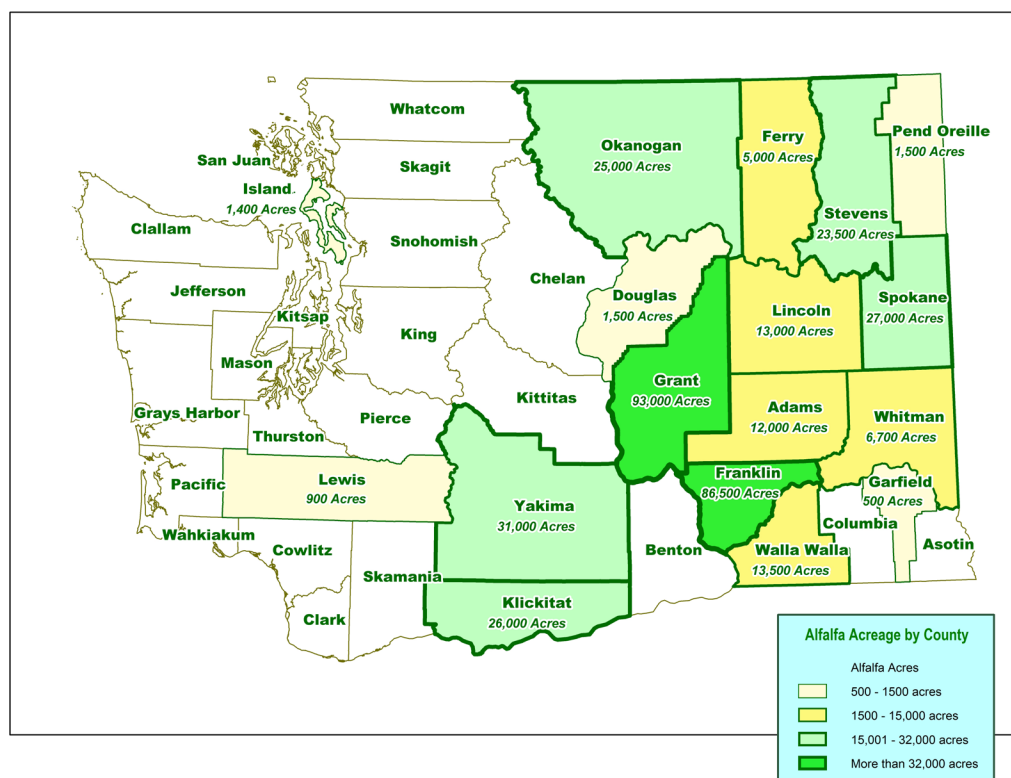 Whatcom
San Juan
Skagit
Island
1,400 Acres
Clallam
Snohomish
Jefferson
Kitsap
King
Mason
Grays Harbor
Thurston
Pierce
Kittitas
Chelan
Okanogan
25,000 Acres
Ferry
5,000 Acres
Stevens
23,500 Acres
Pend Oreille
1,500 Acres
Douglas
1,500 Acres
Lincoln
13,000 Acres
Spokane
27,000 Acres
Grant
93,000 Acres
Adams
12,000 Acres
Whitman
6,700 Acres
Pacific
Lewis
900 Acres
Yakima
31,000 Acres
Franklin
86,500 Acres
Garfield
500 Acres
Columbia
Asotin
Wahkiakum
Cowlitz
Skamania
Clark
Klickitat
26,000 Acres
Benton
Walla Walla
13,500 Acres
Alfalfa Acreage by County
Alfalfa Acres
500 - 1500 acres
1500 - 15,000 acres
15,001 - 32,000 acres
More than 32,000 acres